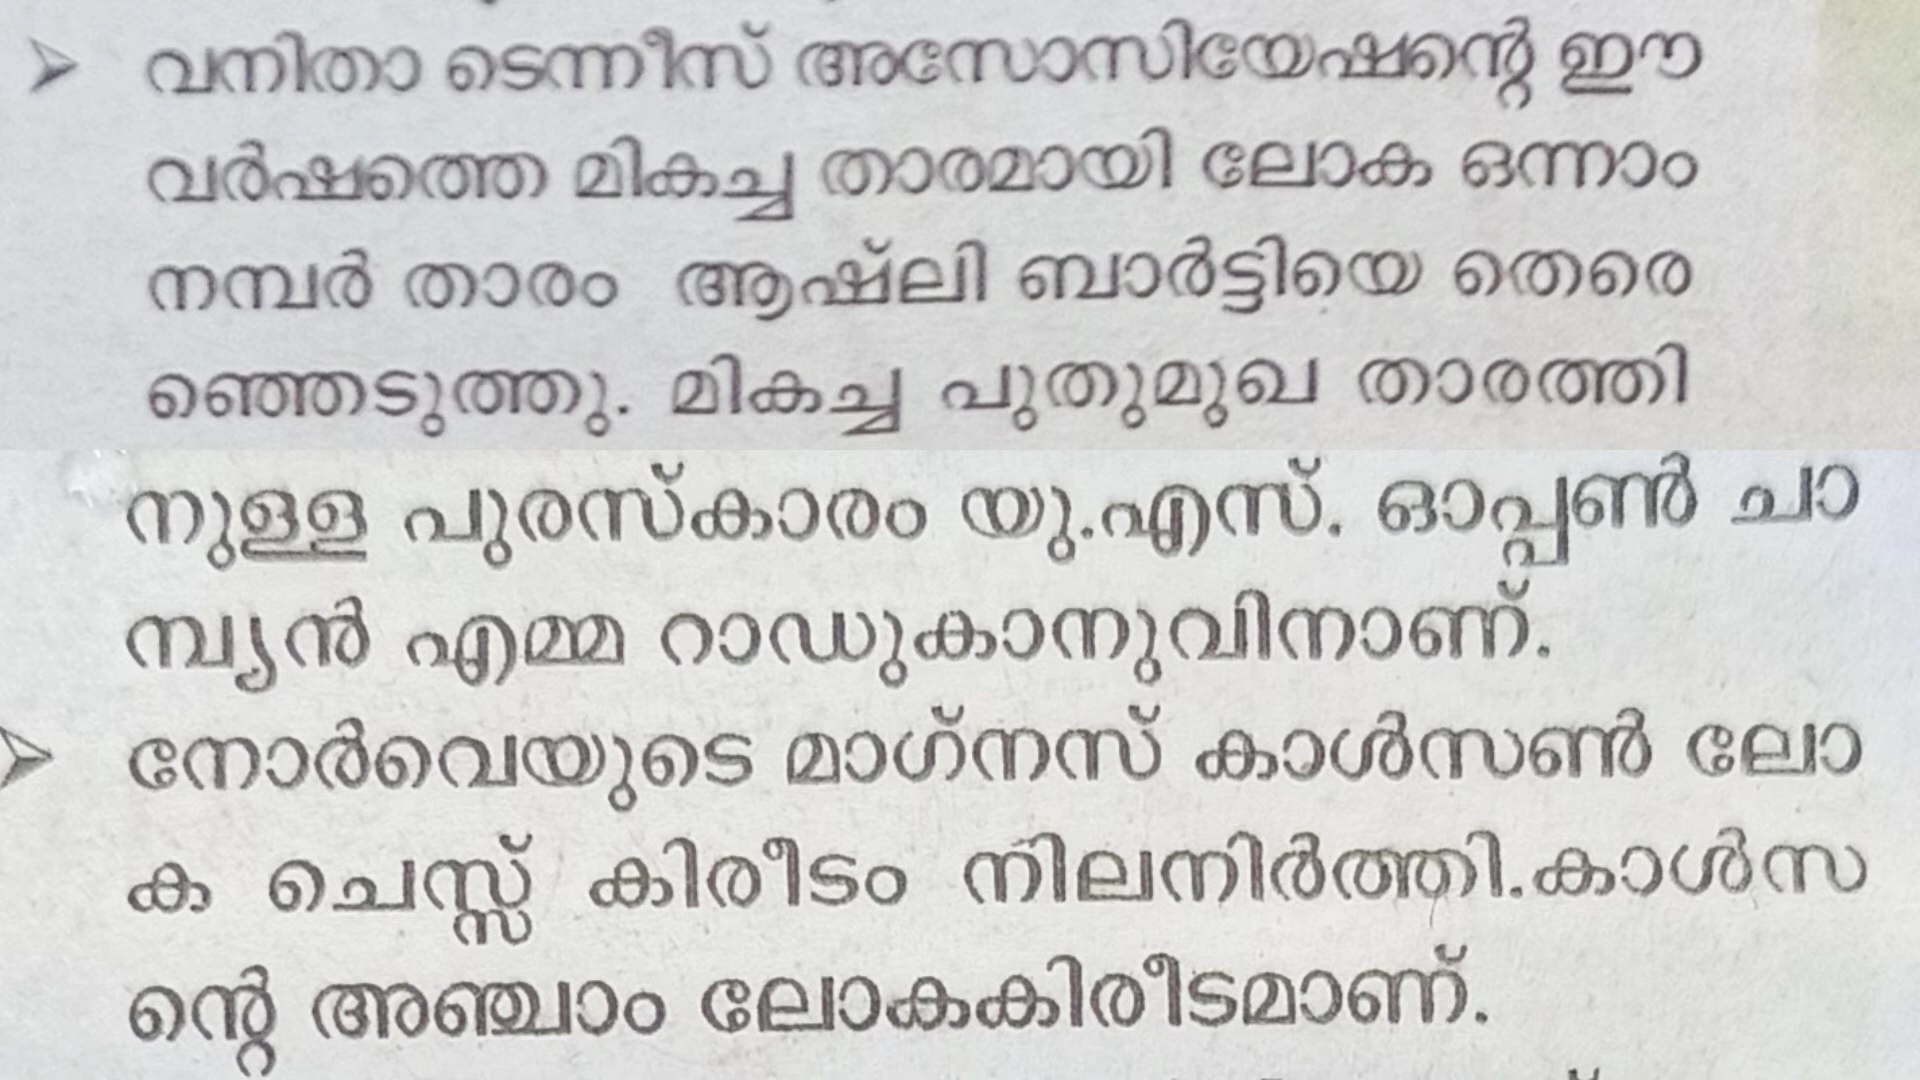 ➢ വനിതാ ടെന്നീസ് അസോസിയേഷന്റെ ഈ
വർഷത്തെ മികച്ച താരമായി ലോക ഒന്നാം
നമ്പർ താരം ആഷ്‌ലി ബാർട്ടിയെ തെരെ
ഞ്ഞെടുത്തു. മികച്ച പുതുമുഖ താരത്തി
നുള്ള പുരസ്കാരം യു.എസ്. ഓപ്പൺ ചാ
മ്പ്യൻ എമ്മ റാഡുകാനുവിനാണ്.
➢ നോർവെയുടെ മാഗ്‌നസ് കാൾസൺ ലോ
ക ചെസ്സ് കിരീടം നിലനിർത്തി.കാൾസ
ന്റെ അഞ്ചാം ലോകകിരീടമാണ്.